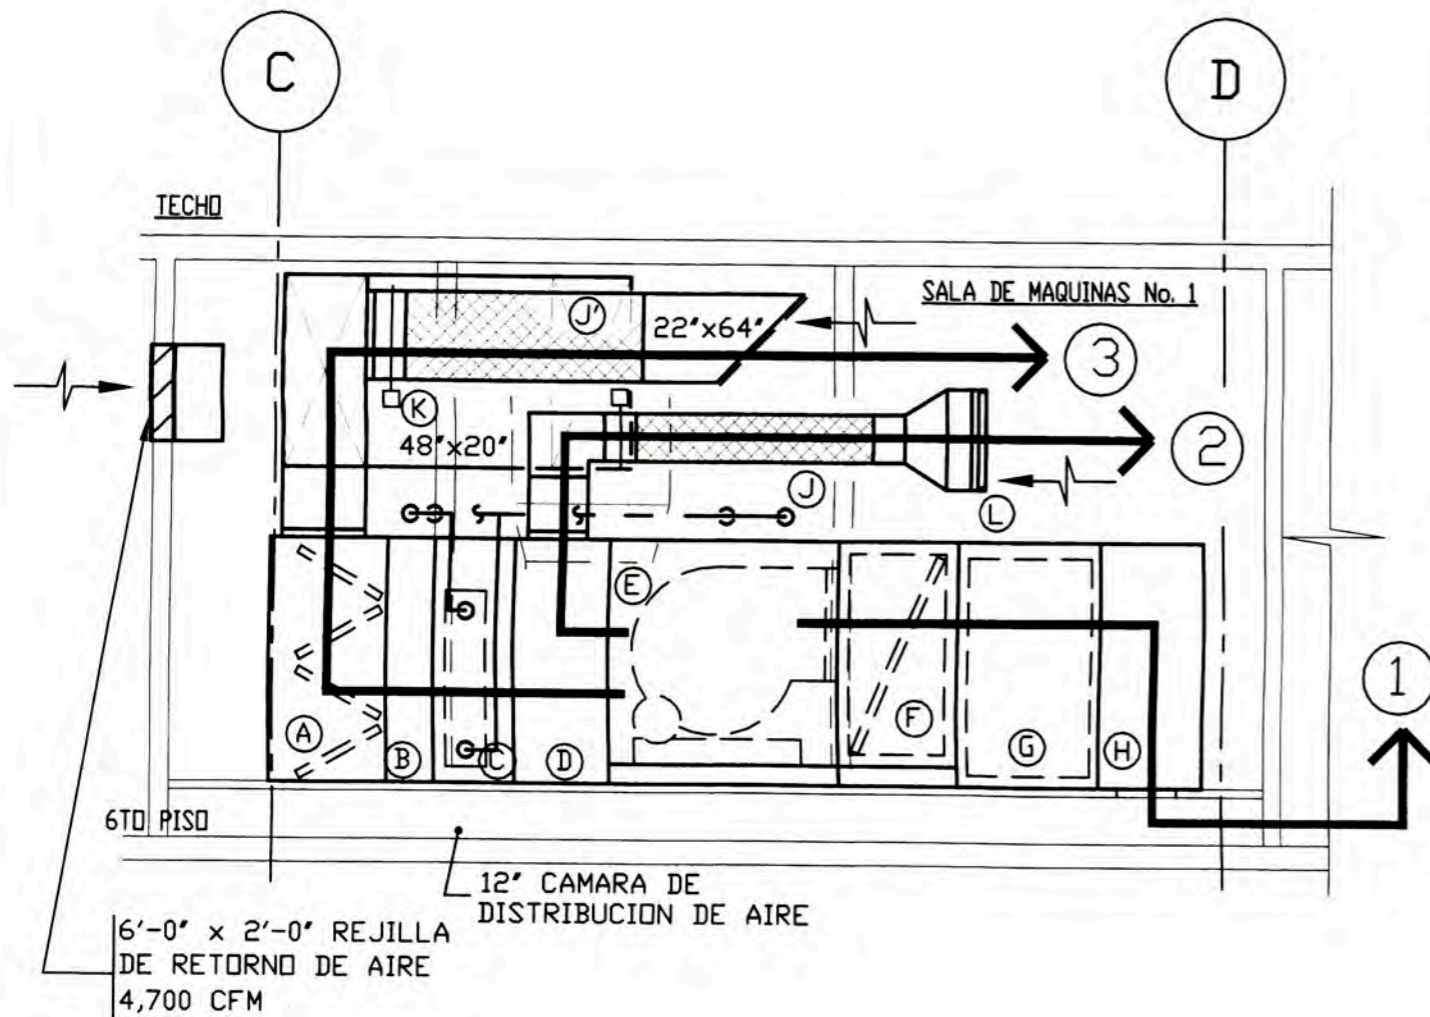 C
D
TECHO
SALA DE MAQUINAS No. 1
J'
22"x64"
3
K
48"x20"
2
J
L
E
1
A
B
C
D
F
G
H
6TO PISO
12" CAMARA DE
DISTRIBUCION DE AIRE
6'-0" x 2'-0" REJILLA
DE RETORNO DE AIRE
4,700 CFM